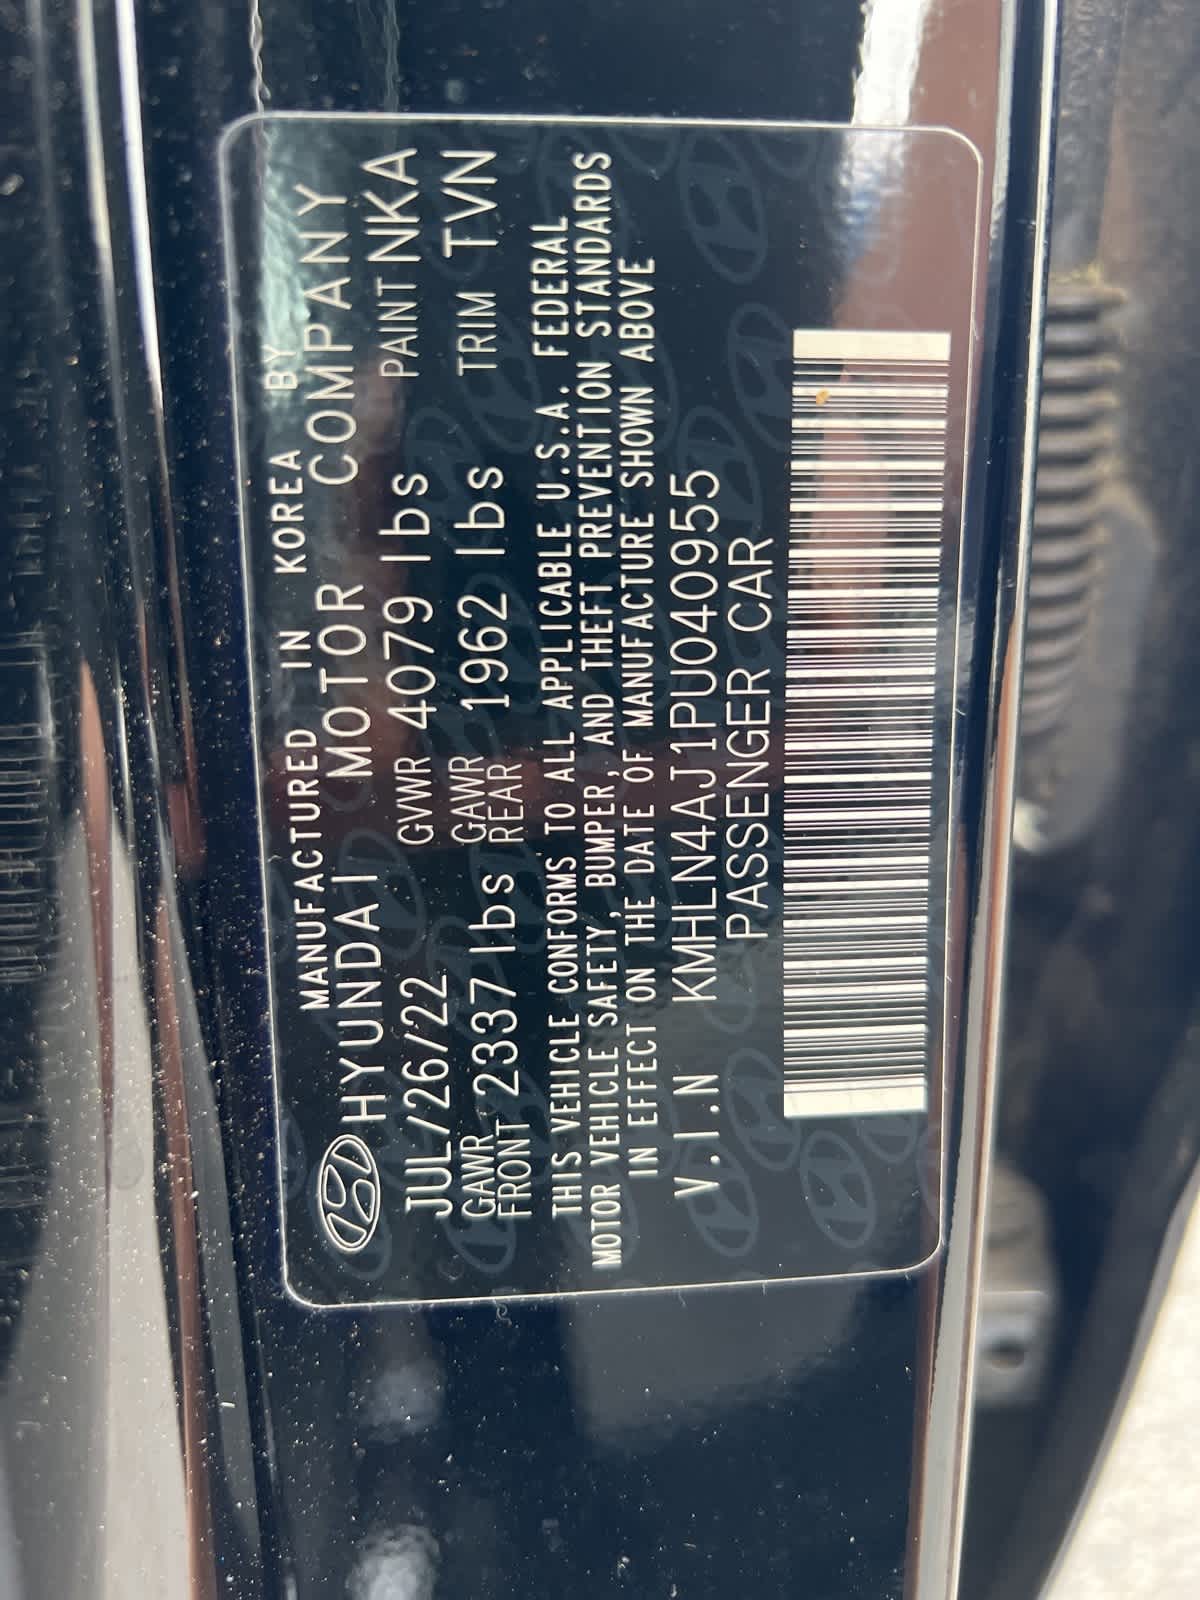 MANUFACTURED IN KOREA BY
HYUNDAI MOTOR COMPANY
JUL/26/22 GVWR 4079 lbs PAINT NKA
GAWR FRONT 2337 lbs GAWR REAR 1962 lbs TRIM TVN
THIS VEHICLE CONFORMS TO ALL APPLICABLE U.S.A. FEDERAL
MOTOR VEHICLE SAFETY, BUMPER, AND THEFT PREVENTION STANDARDS
IN EFFECT ON THE DATE OF MANUFACTURE SHOWN ABOVE
V.I.N KMHLN4AJ1PU040955
PASSENGER CAR